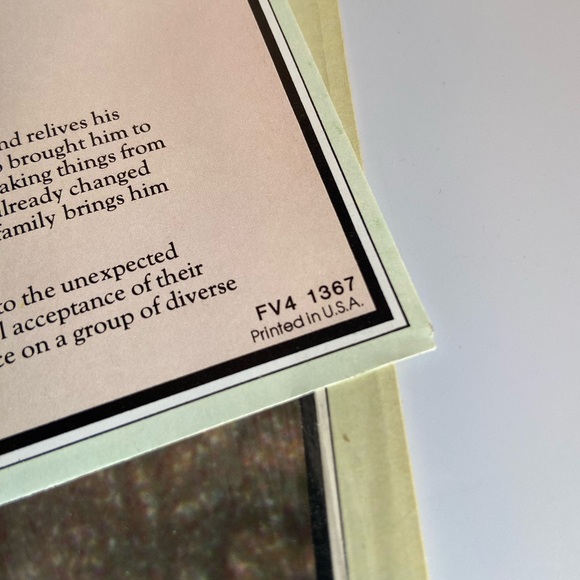 nd relives his
brought him to
aking things from
lready changed
family brings him
to the unexpected
l acceptance of their
ce on a group of diverse
FV4 1367
Printed in U.S.A.